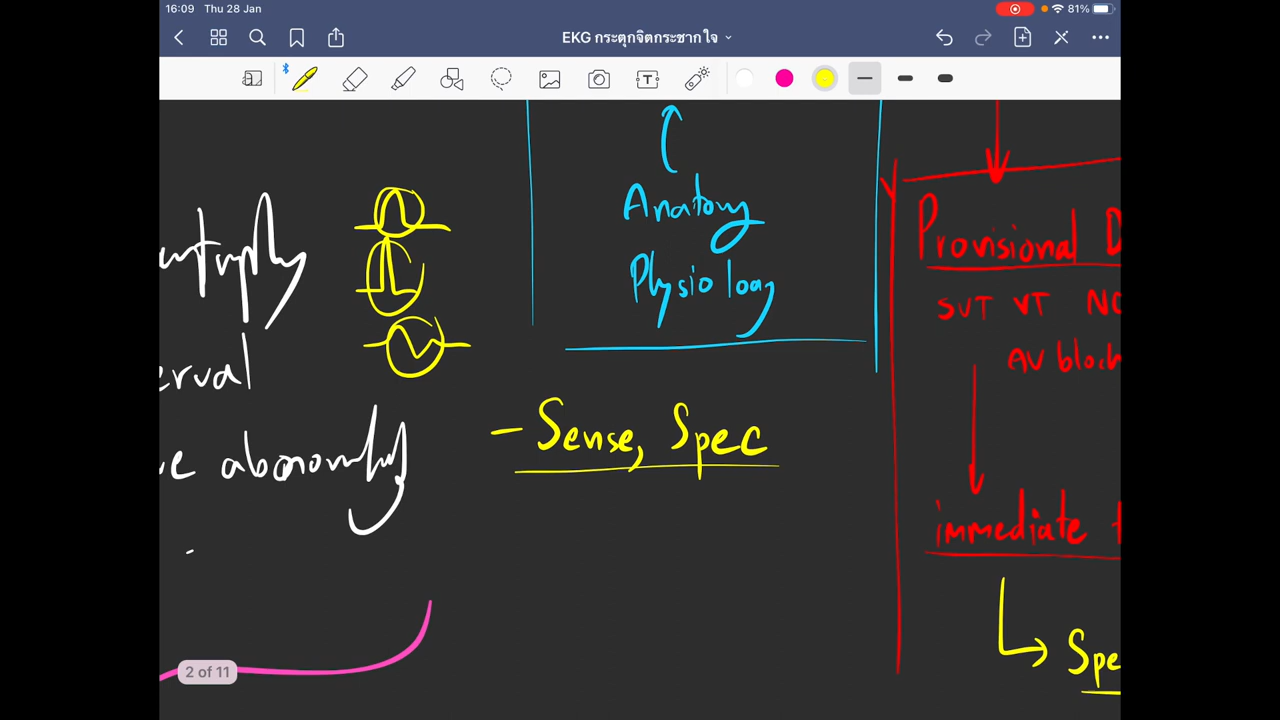 16:09 Thu 28 Jan
81%
EKG กระตุกจิตกระชากใจ
Anatomy
Physiology
erval
- Sense, Spec
Provisional D
SVT VT
AV block
immediate t
Spe
2 of 11